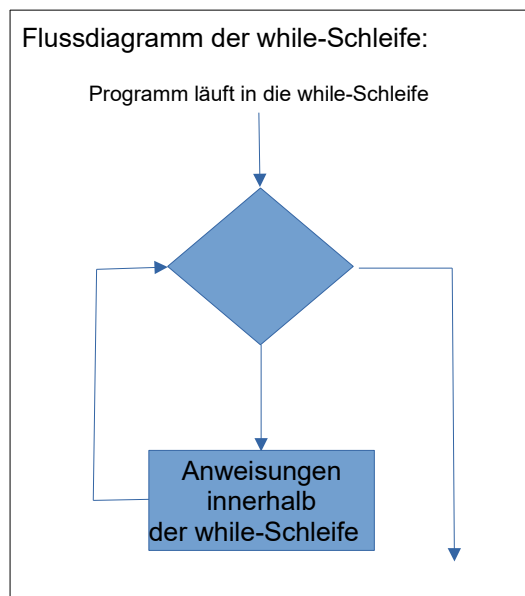 Flussdiagramm der while-Schleife:
Programm läuft in die while-Schleife
Anweisungen
innerhalb
der while-Schleife